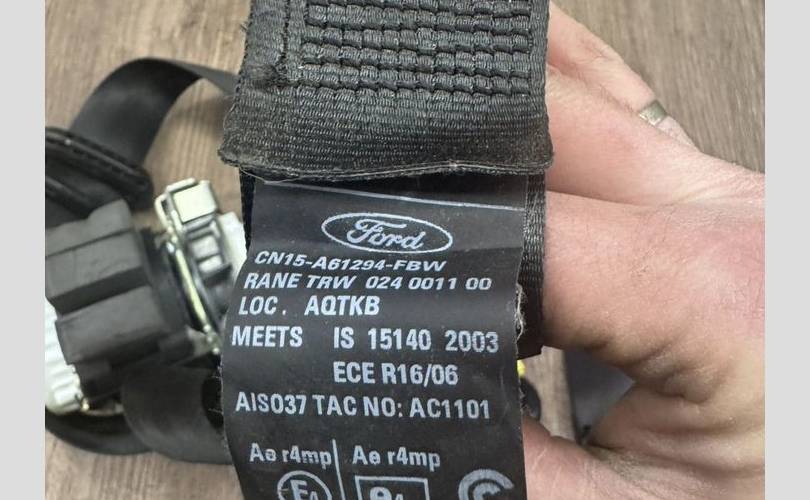 Ford
CN15-A61294-FBW
RANE TRW 024 0011 00
LOC. AQTKB
MEETS IS 15140 2003
ECE R16/06
AIS037 TAC NO: AC1101
Ae r4mp Ae r4mp
E4